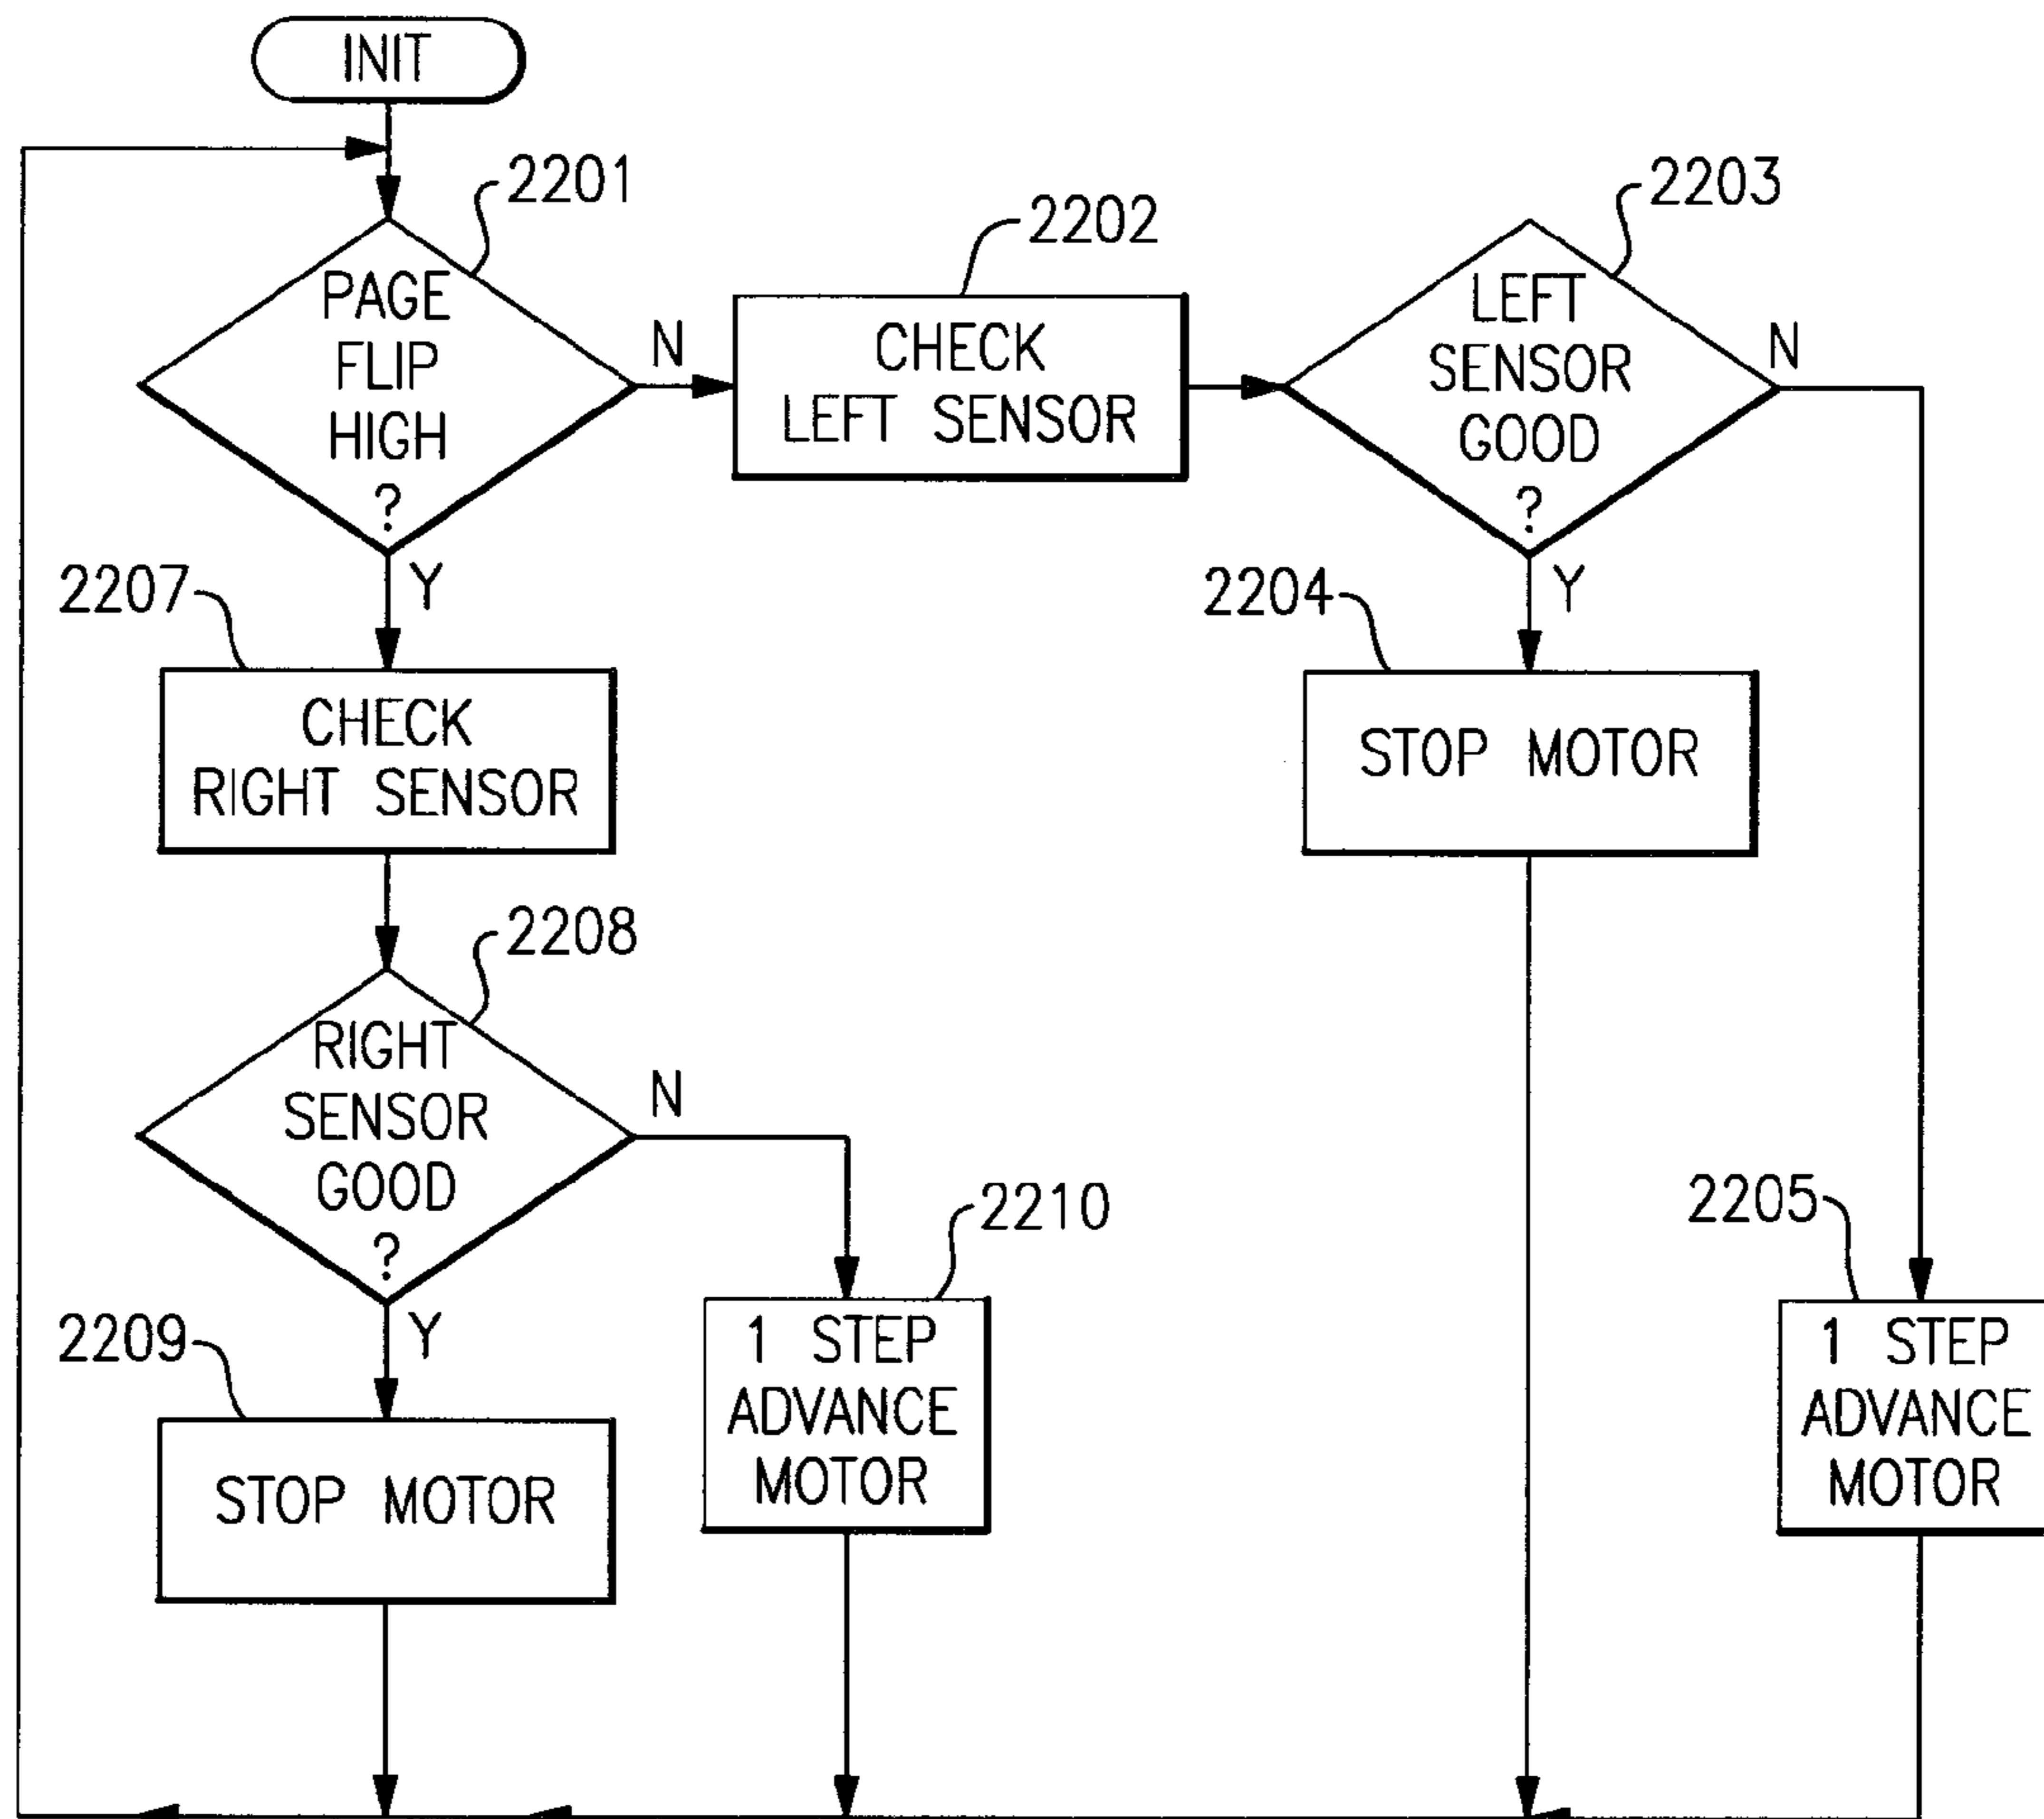 INIT
2201
PAGE
FLIP
HIGH
?
N
Y
2202
CHECK
LEFT SENSOR
2203
LEFT
SENSOR
GOOD
?
N
Y
2204
STOP MOTOR
2207
CHECK
RIGHT SENSOR
2208
RIGHT
SENSOR
GOOD
?
N
Y
2209
STOP MOTOR
2210
1 STEP
ADVANCE
MOTOR
2205
1 STEP
ADVANCE
MOTOR